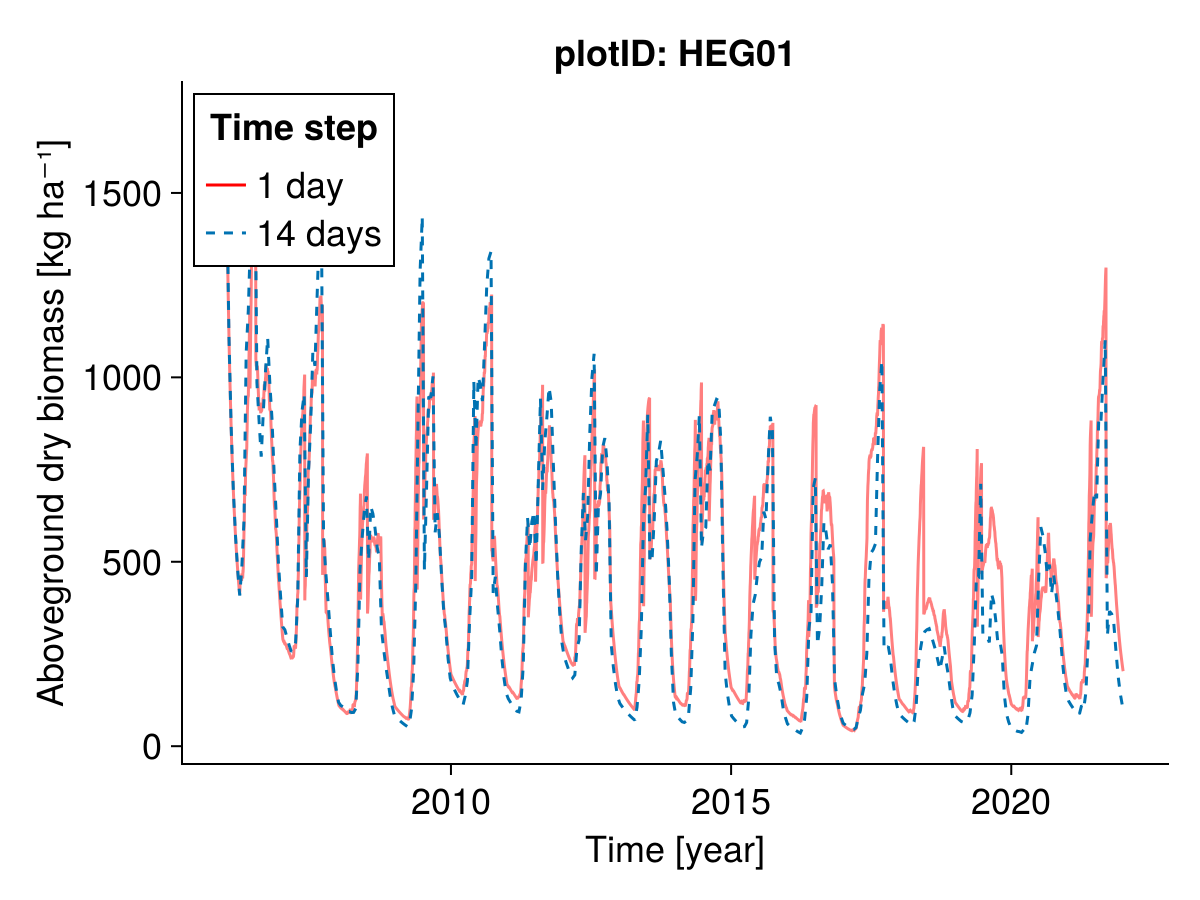 plotID: HEG01
Time step
1 day
14 days
Aboveground dry biomass [kg ha⁻¹]
1500
1000
500
0
2010
2015
2020
Time [year]